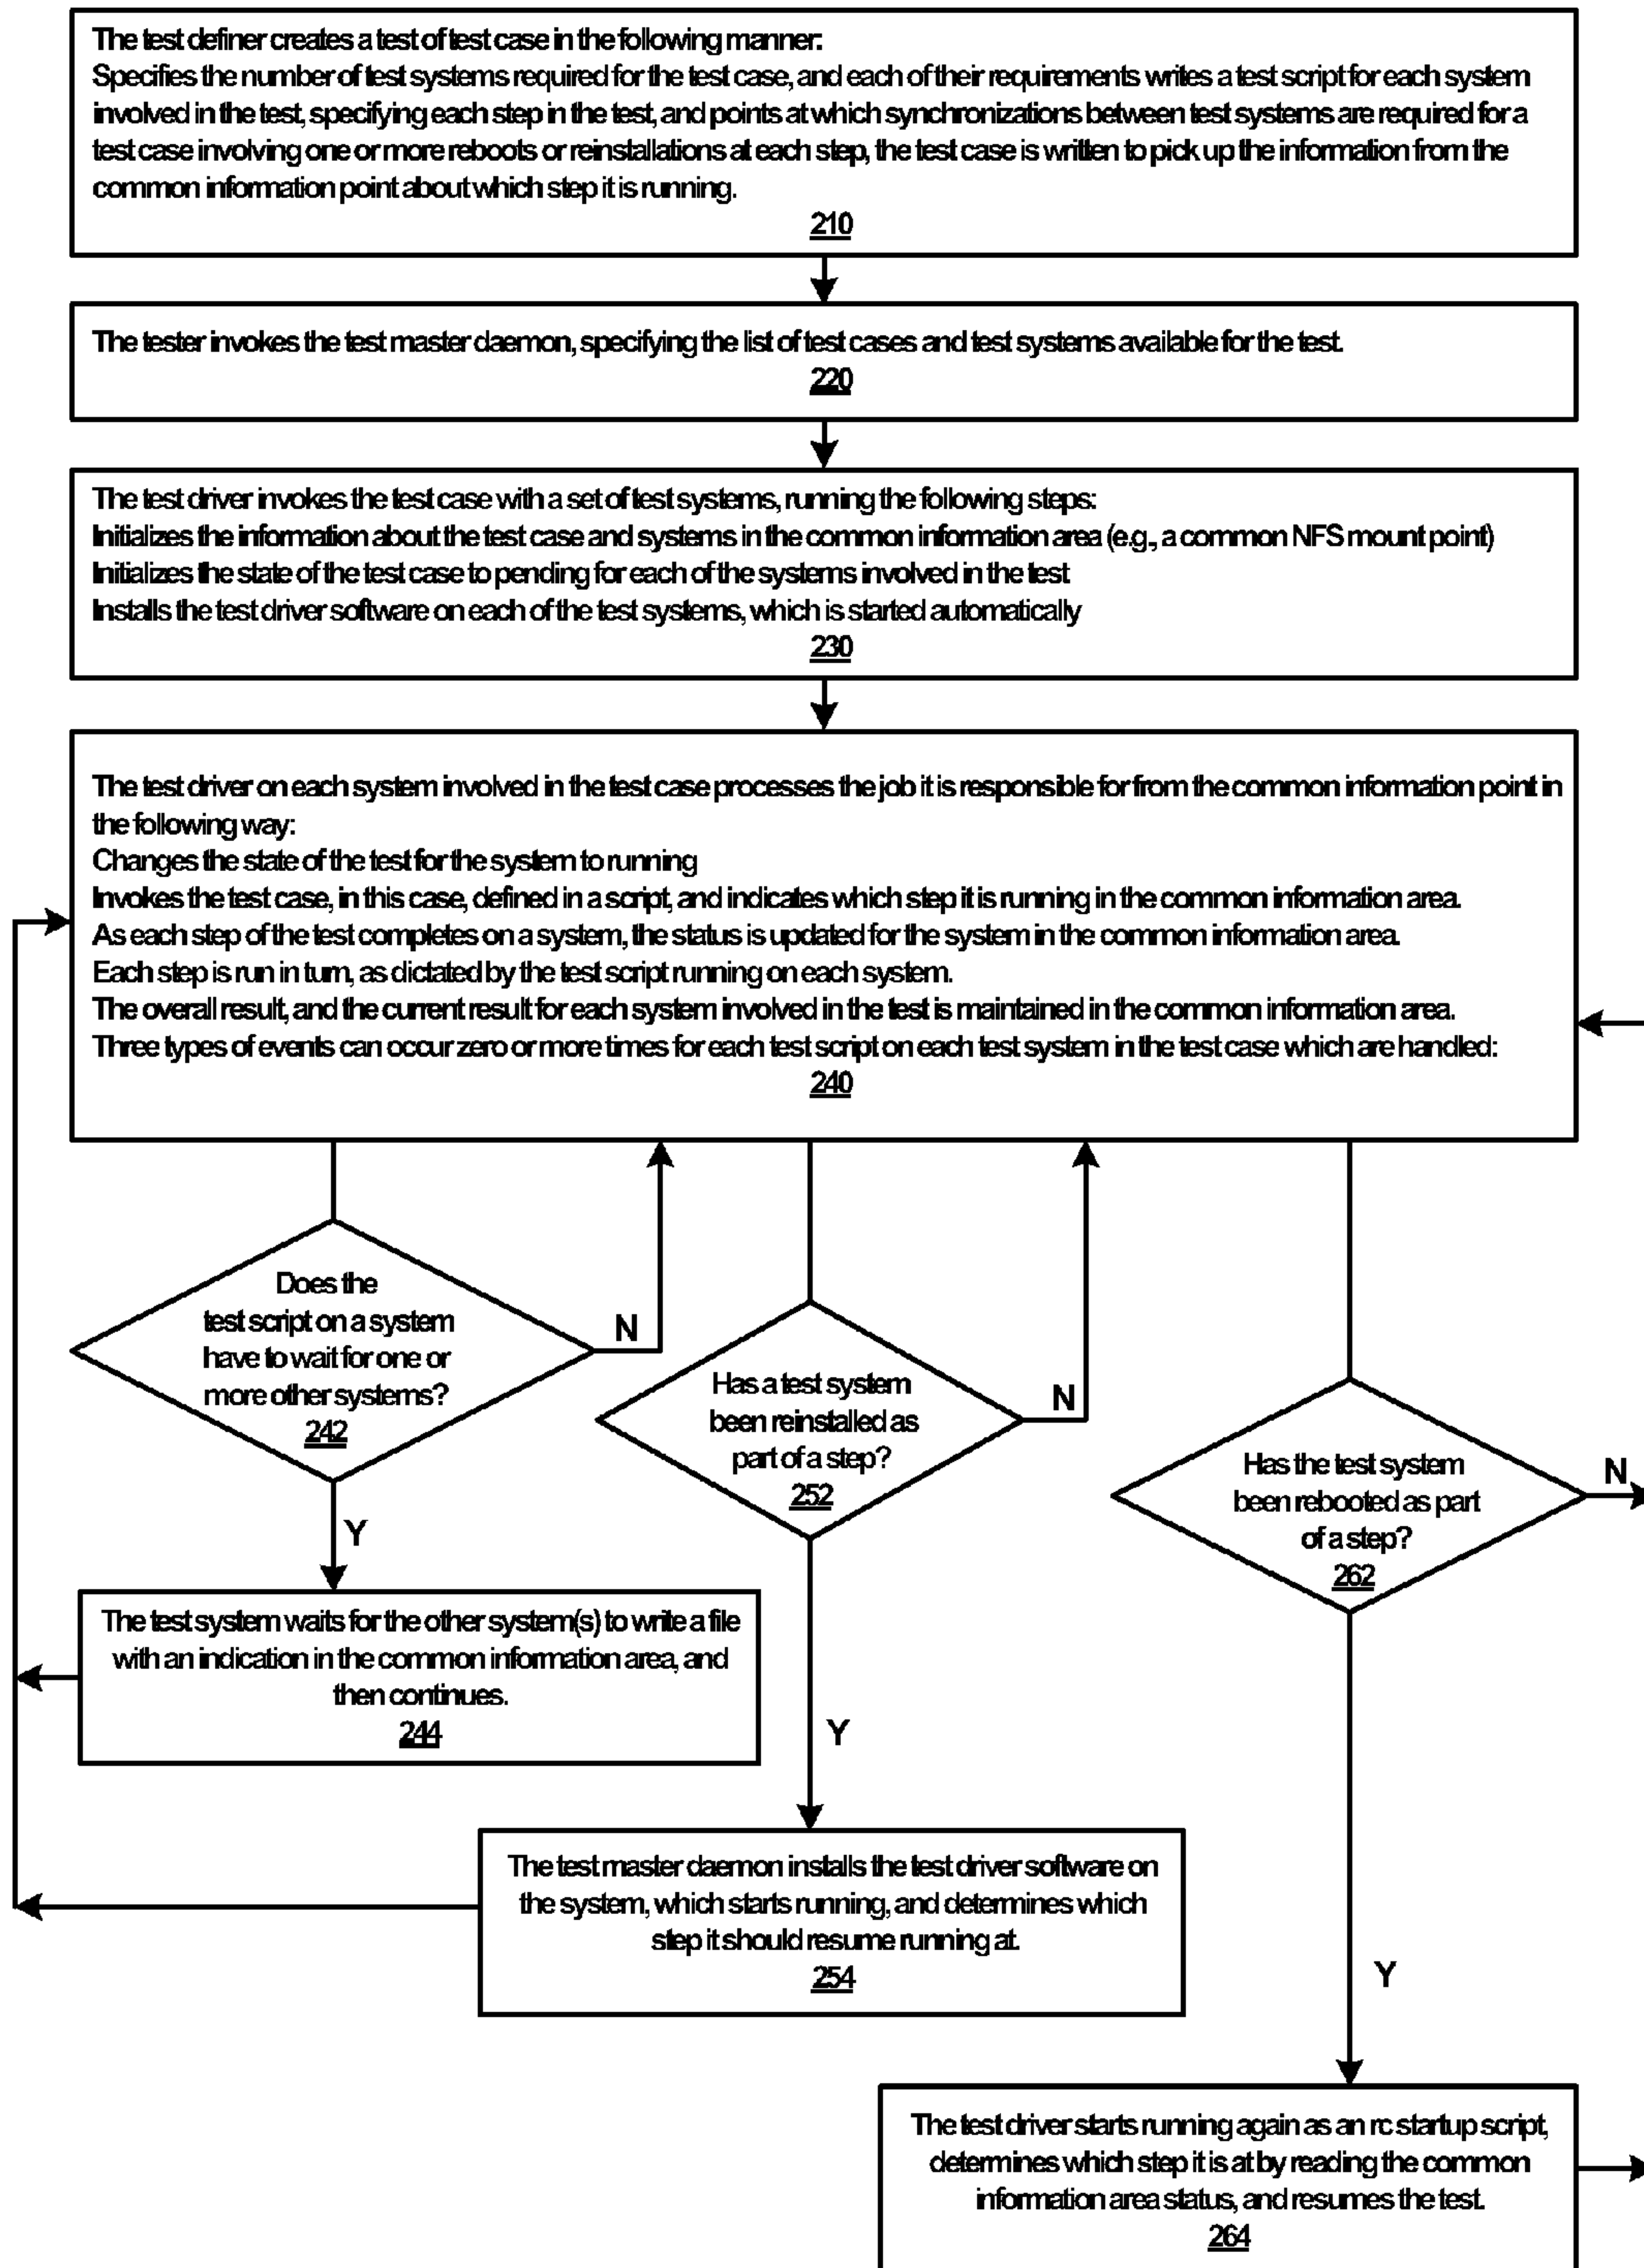 The test definer creates a test of test case in the following manner:
Specifies the number of test systems required for the test case, and each of their requirements writes a test script for each system
involved in the test, specifying each step in the test, and points at which synchronizations between test systems are required for a
test case involving one or more reboots or reinstallations at each step, the test case is written to pick up the information from the
common information point about which step it is running.
210
The tester invokes the test master daemon, specifying the list of test cases and test systems available for the test.
220
The test driver invokes the test case with a set of test systems, running the following steps:
Initializes the information about the test case and systems in the common information area (e.g., a common NFS mount point)
Initializes the state of the test case to pending for each of the systems involved in the test
Installs the test driver software on each of the test systems, which is started automatically
230
The test driver on each system involved in the test case processes the job it is responsible for from the common information point in
the following way:
Changes the state of the test for the system to running
Invokes the test case, in this case, defined in a script, and indicates which step it is running in the common information area.
As each step of the test completes on a system, the status is updated for the system in the common information area.
Each step is run in turn, as dictated by the test script running on each system.
The overall result, and the current result for each system involved in the test is maintained in the common information area.
Three types of events can occur zero or more times for each test script on each test system in the test case which are handled:
240
Does the
test script on a system
have to wait for one or
more other systems?
242
N
Y
Has a test system
been reinstalled as
part of a step?
252
N
Y
Has the test system
been rebooted as part
of a step?
262
N
Y
The test system waits for the other system(s) to write a file
with an indication in the common information area, and
then continues.
244
The test master daemon installs the test driver software on
the system, which starts running, and determines which
step it should resume running at.
254
The test driver starts running again as an rc startup script,
determines which step it is at by reading the common
information area status, and resumes the test.
264